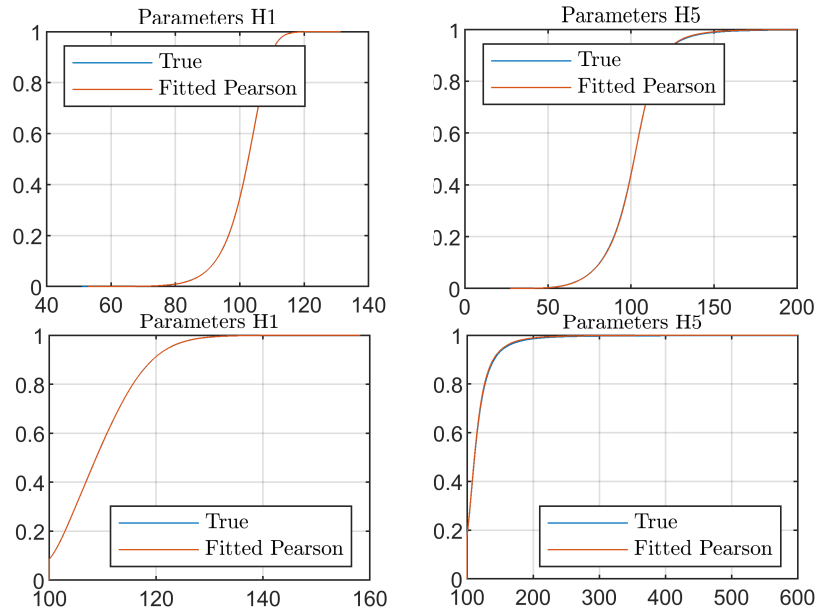 Parameters H1
1
0.8
0.6
0.4
0.2
0
40 60 80 100 120 140
True
Fitted Pearson
Parameters H5
1
0.8
0.6
0.4
0.2
0
0 50 100 150 200
True
Fitted Pearson
Parameters H1
1
0.8
0.6
0.4
0.2
0
100 120 140 160
True
Fitted Pearson
Parameters H5
1
0.8
0.6
0.4
0.2
0
100 200 300 400 500 600
True
Fitted Pearson